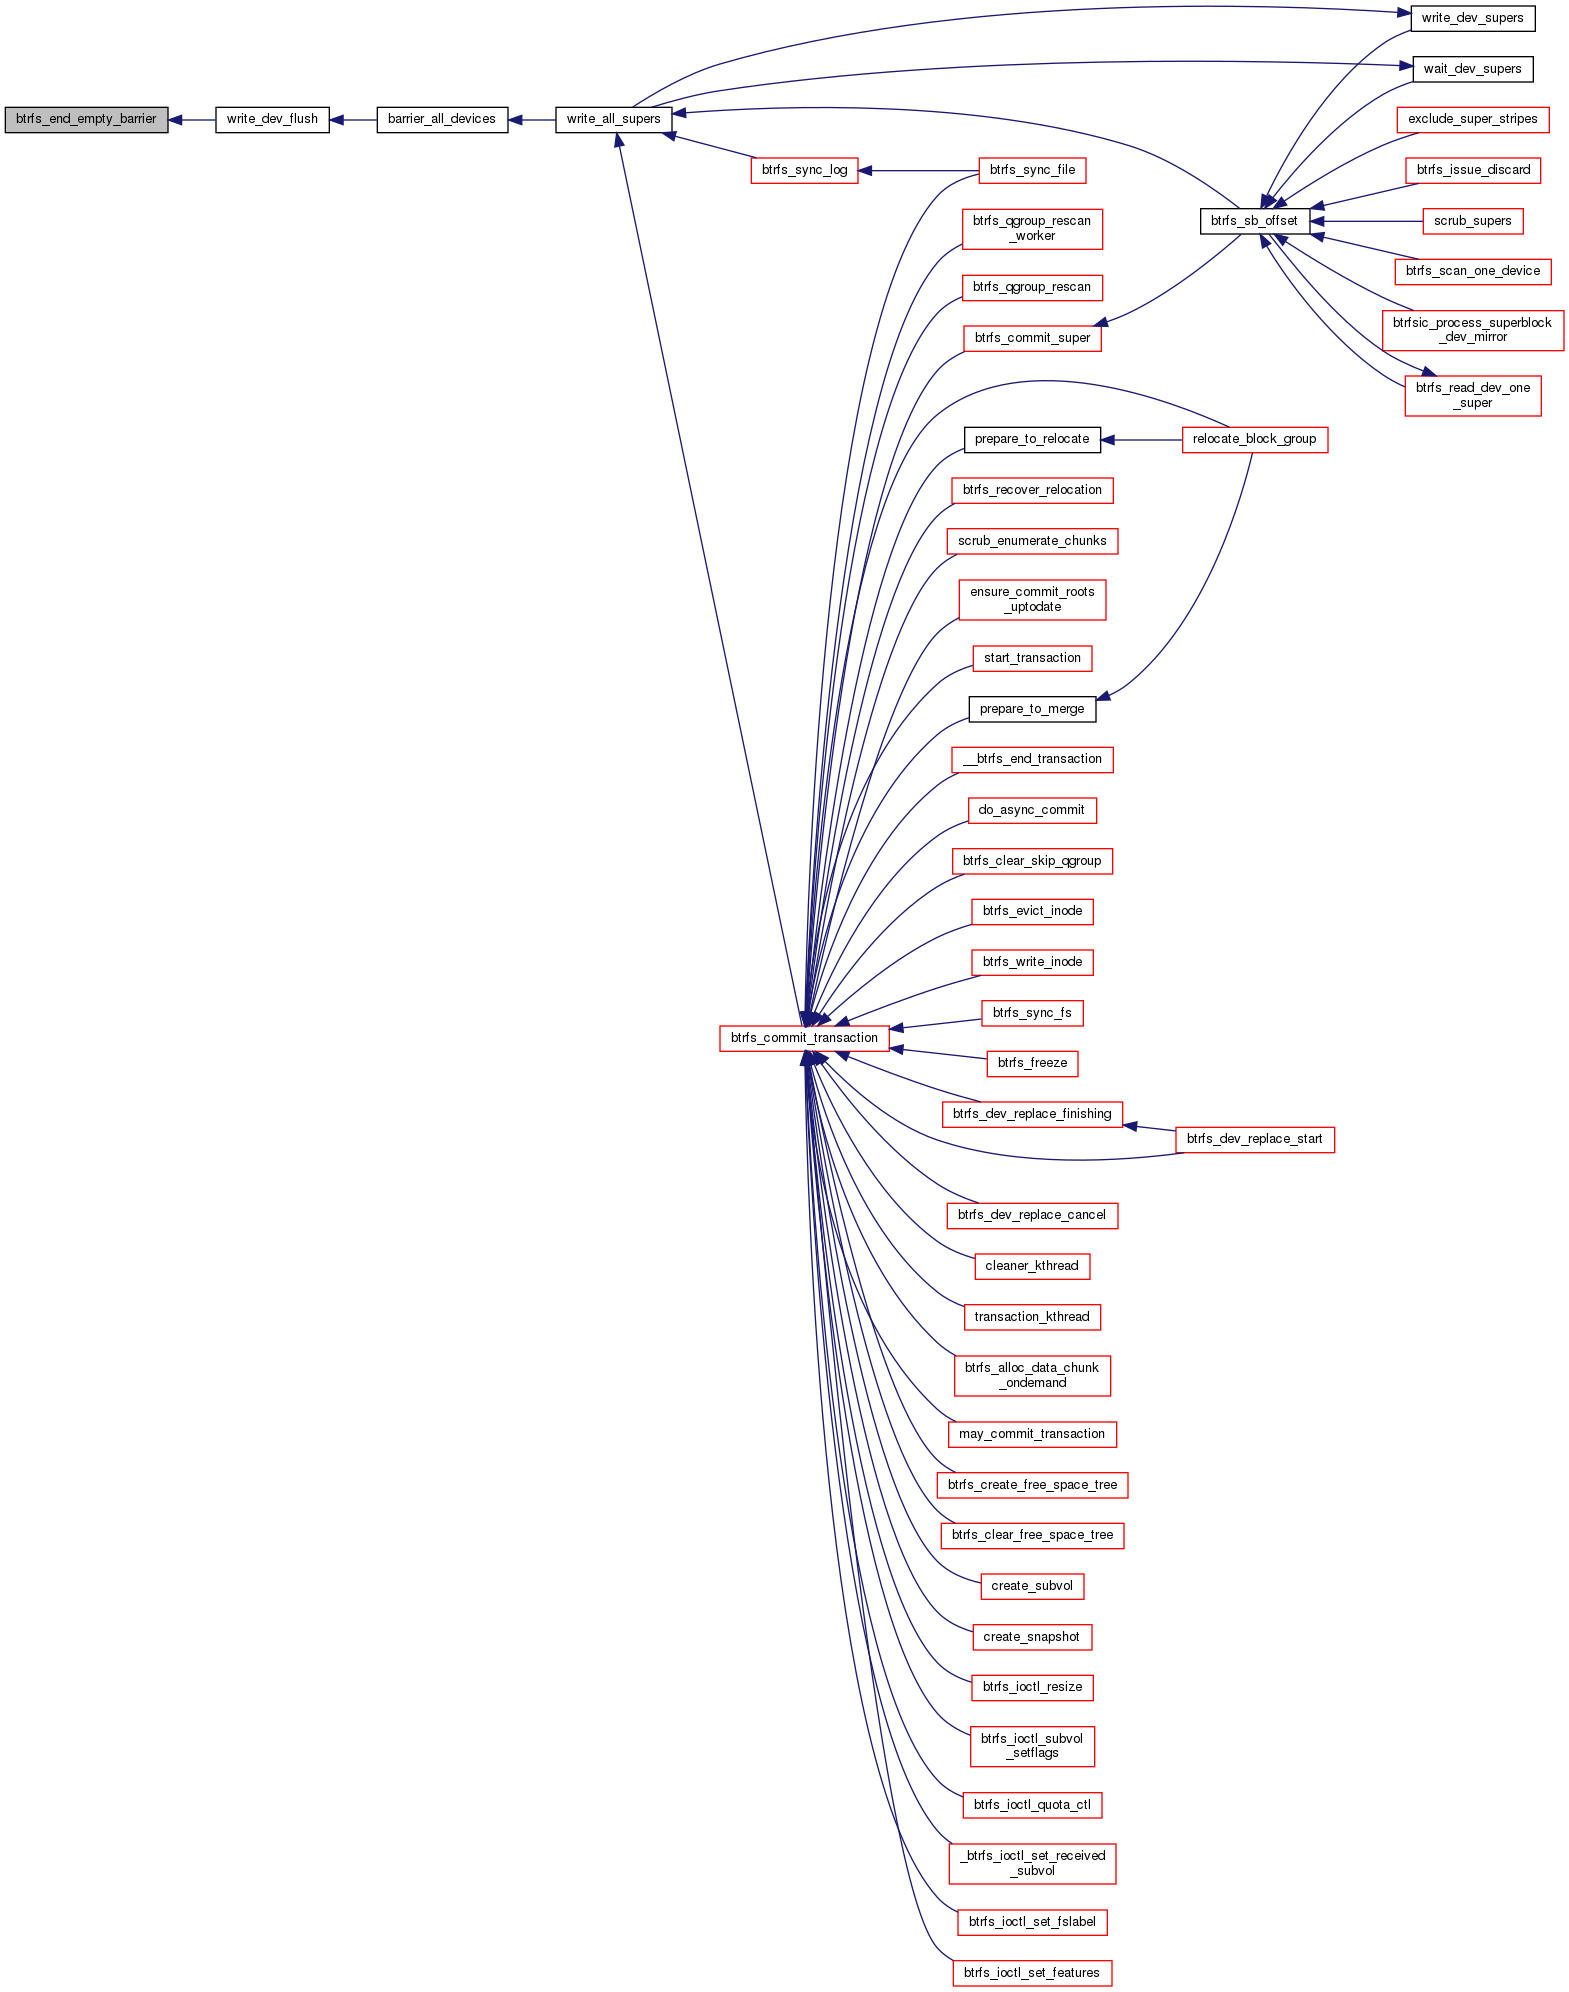 btrfs_end_empty_barrier
write_dev_flush
barrier_all_devices
write_all_supers
btrfs_sync_log
btrfs_commit_transaction
btrfs_sync_file
btrfs_qgroup_rescan
_worker
btrfs_qgroup_rescan
btrfs_commit_super
prepare_to_relocate
btrfs_recover_relocation
scrub_enumerate_chunks
ensure_commit_roots
_uptodate
start_transaction
prepare_to_merge
__btrfs_end_transaction
do_async_commit
btrfs_clear_skip_qgroup
btrfs_evict_inode
btrfs_write_inode
btrfs_sync_fs
btrfs_freeze
btrfs_dev_replace_finishing
btrfs_dev_replace_cancel
cleaner_kthread
transaction_kthread
btrfs_alloc_data_chunk
_ondemand
may_commit_transaction
btrfs_create_free_space_tree
btrfs_clear_free_space_tree
create_subvol
create_snapshot
btrfs_ioctl_resize
btrfs_ioctl_subvol
_setflags
btrfs_ioctl_quota_ctl
_btrfs_ioctl_set_received
_subvol
btrfs_ioctl_set_fslabel
btrfs_ioctl_set_features
btrfs_sb_offset
relocate_block_group
btrfs_dev_replace_start
write_dev_supers
wait_dev_supers
exclude_super_stripes
btrfs_issue_discard
scrub_supers
btrfs_scan_one_device
btrfsic_process_superblock
_dev_mirror
btrfs_read_dev_one
_super